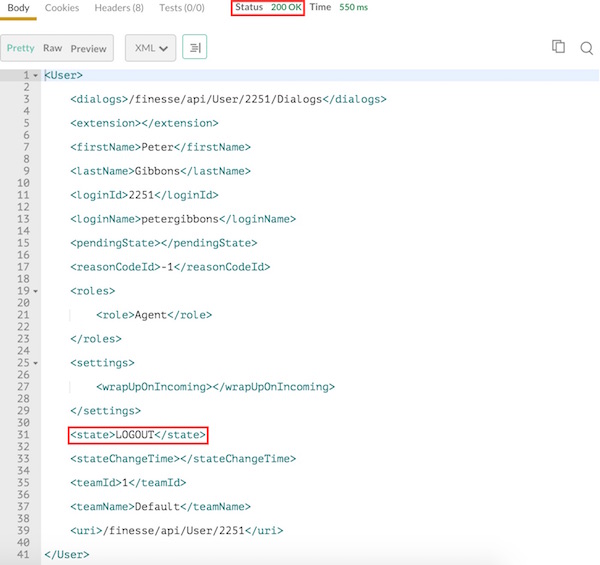 Body Cookies Headers (8) Tests (0/0) Status 200 OK Time 550 ms
Pretty Raw Preview XML
1 <User>
2
3 <dialogs>/finesse/api/User/2251/Dialogs</dialogs>
4
5 <extension></extension>
6
7 <firstName>Peter</firstName>
8
9 <lastName>Gibbons</lastName>
10
11 <loginId>2251</loginId>
12
13 <loginName>petergibbons</loginName>
14
15 <pendingState></pendingState>
16
17 <reasonCodeId>-1</reasonCodeId>
18
19 <roles>
20
21 <role>Agent</role>
22
23 </roles>
24
25 <settings>
26
27 <wrapUpOnIncoming></wrapUpOnIncoming>
28
29 </settings>
30
31 <state>LOGOUT</state>
32
33 <stateChangeTime></stateChangeTime>
34
35 <teamId>1</teamId>
36
37 <teamName>Default</teamName>
38
39 <uri>/finesse/api/User/2251</uri>
40
41 </User>